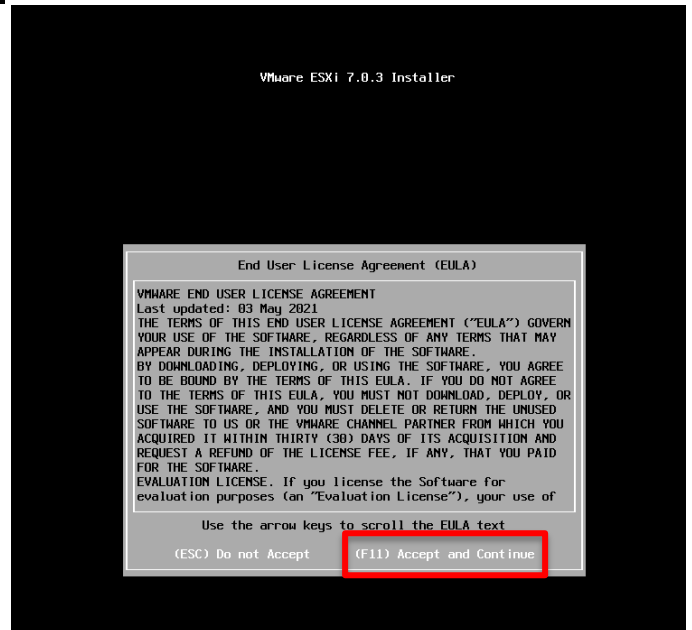 VMware ESXi 7.0.3 Installer
End User License Agreement (EULA)
VMWARE END USER LICENSE AGREEMENT
Last updated: 03 May 2021
THE TERMS OF THIS END USER LICENSE AGREEMENT ("EULA") GOVERN
YOUR USE OF THE SOFTWARE, REGARDLESS OF ANY TERMS THAT MAY
APPEAR DURING THE INSTALLATION OF THE SOFTWARE.
BY DOWNLOADING, DEPLOYING, OR USING THE SOFTWARE, YOU AGREE
TO BE BOUND BY THE TERMS OF THIS EULA. IF YOU DO NOT AGREE
TO THE TERMS OF THIS EULA, YOU MUST NOT DOWNLOAD, DEPLOY, OR
USE THE SOFTWARE, AND YOU MUST DELETE OR RETURN THE UNUSED
SOFTWARE TO US OR THE VMWARE CHANNEL PARTNER FROM WHICH YOU
ACQUIRED IT WITHIN THIRTY (30) DAYS OF ITS ACQUISITION AND
REQUEST A REFUND OF THE LICENSE FEE, IF ANY, THAT YOU PAID
FOR THE SOFTWARE.
EVALUATION LICENSE. If you license the Software for
evaluation purposes (an "Evaluation License"), your use of
Use the arrow keys to scroll the EULA text
(ESC) Do not Accept (F11) Accept and Continue